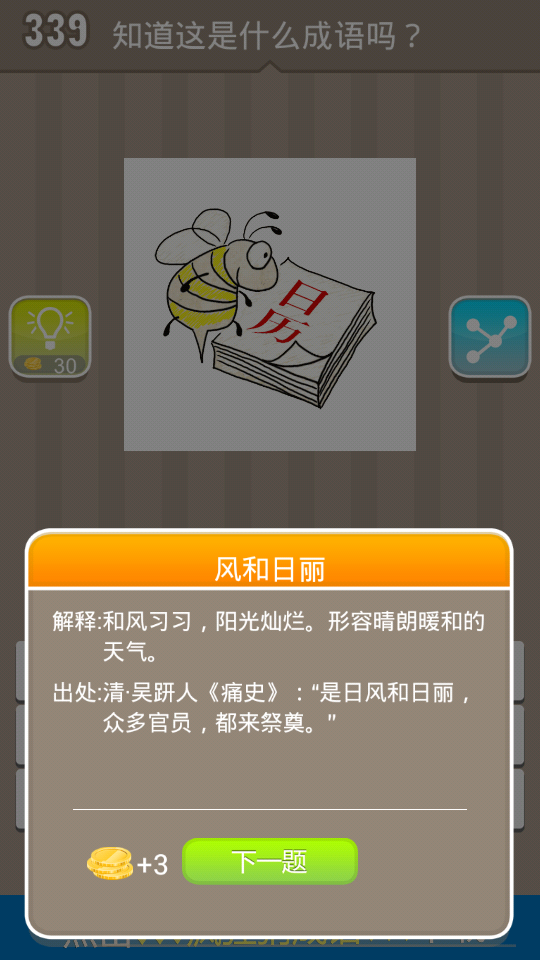 339
知道这是什么成语吗？
30
日
历
风和日丽
解释:和风习习，阳光灿烂。形容晴朗暖和的
天气。
出处:清·吴趼人《痛史》：“是日风和日丽，
众多官员，都来祭奠。”
+3
下一题